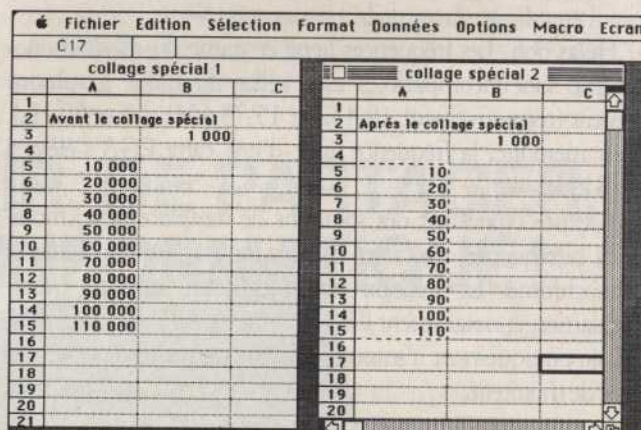 Fichier Edition Sélection Format Données Options Macro Ecran
C17
collage spécial 1
A B C
1
2 Avant le collage spécial
3 1 000
4
5 10 000
6 20 000
7 30 000
8 40 000
9 50 000
10 60 000
11 70 000
12 80 000
13 90 000
14 100 000
15 110 000
16
17
18
19
20
21
collage spécial 2
A B C
1
2 Après le collage spécial
3 1 000
4
5 10
6 20
7 30
8 40
9 50
10 60
11 70
12 80
13 90
14 100
15 110
16
17
18
19
20